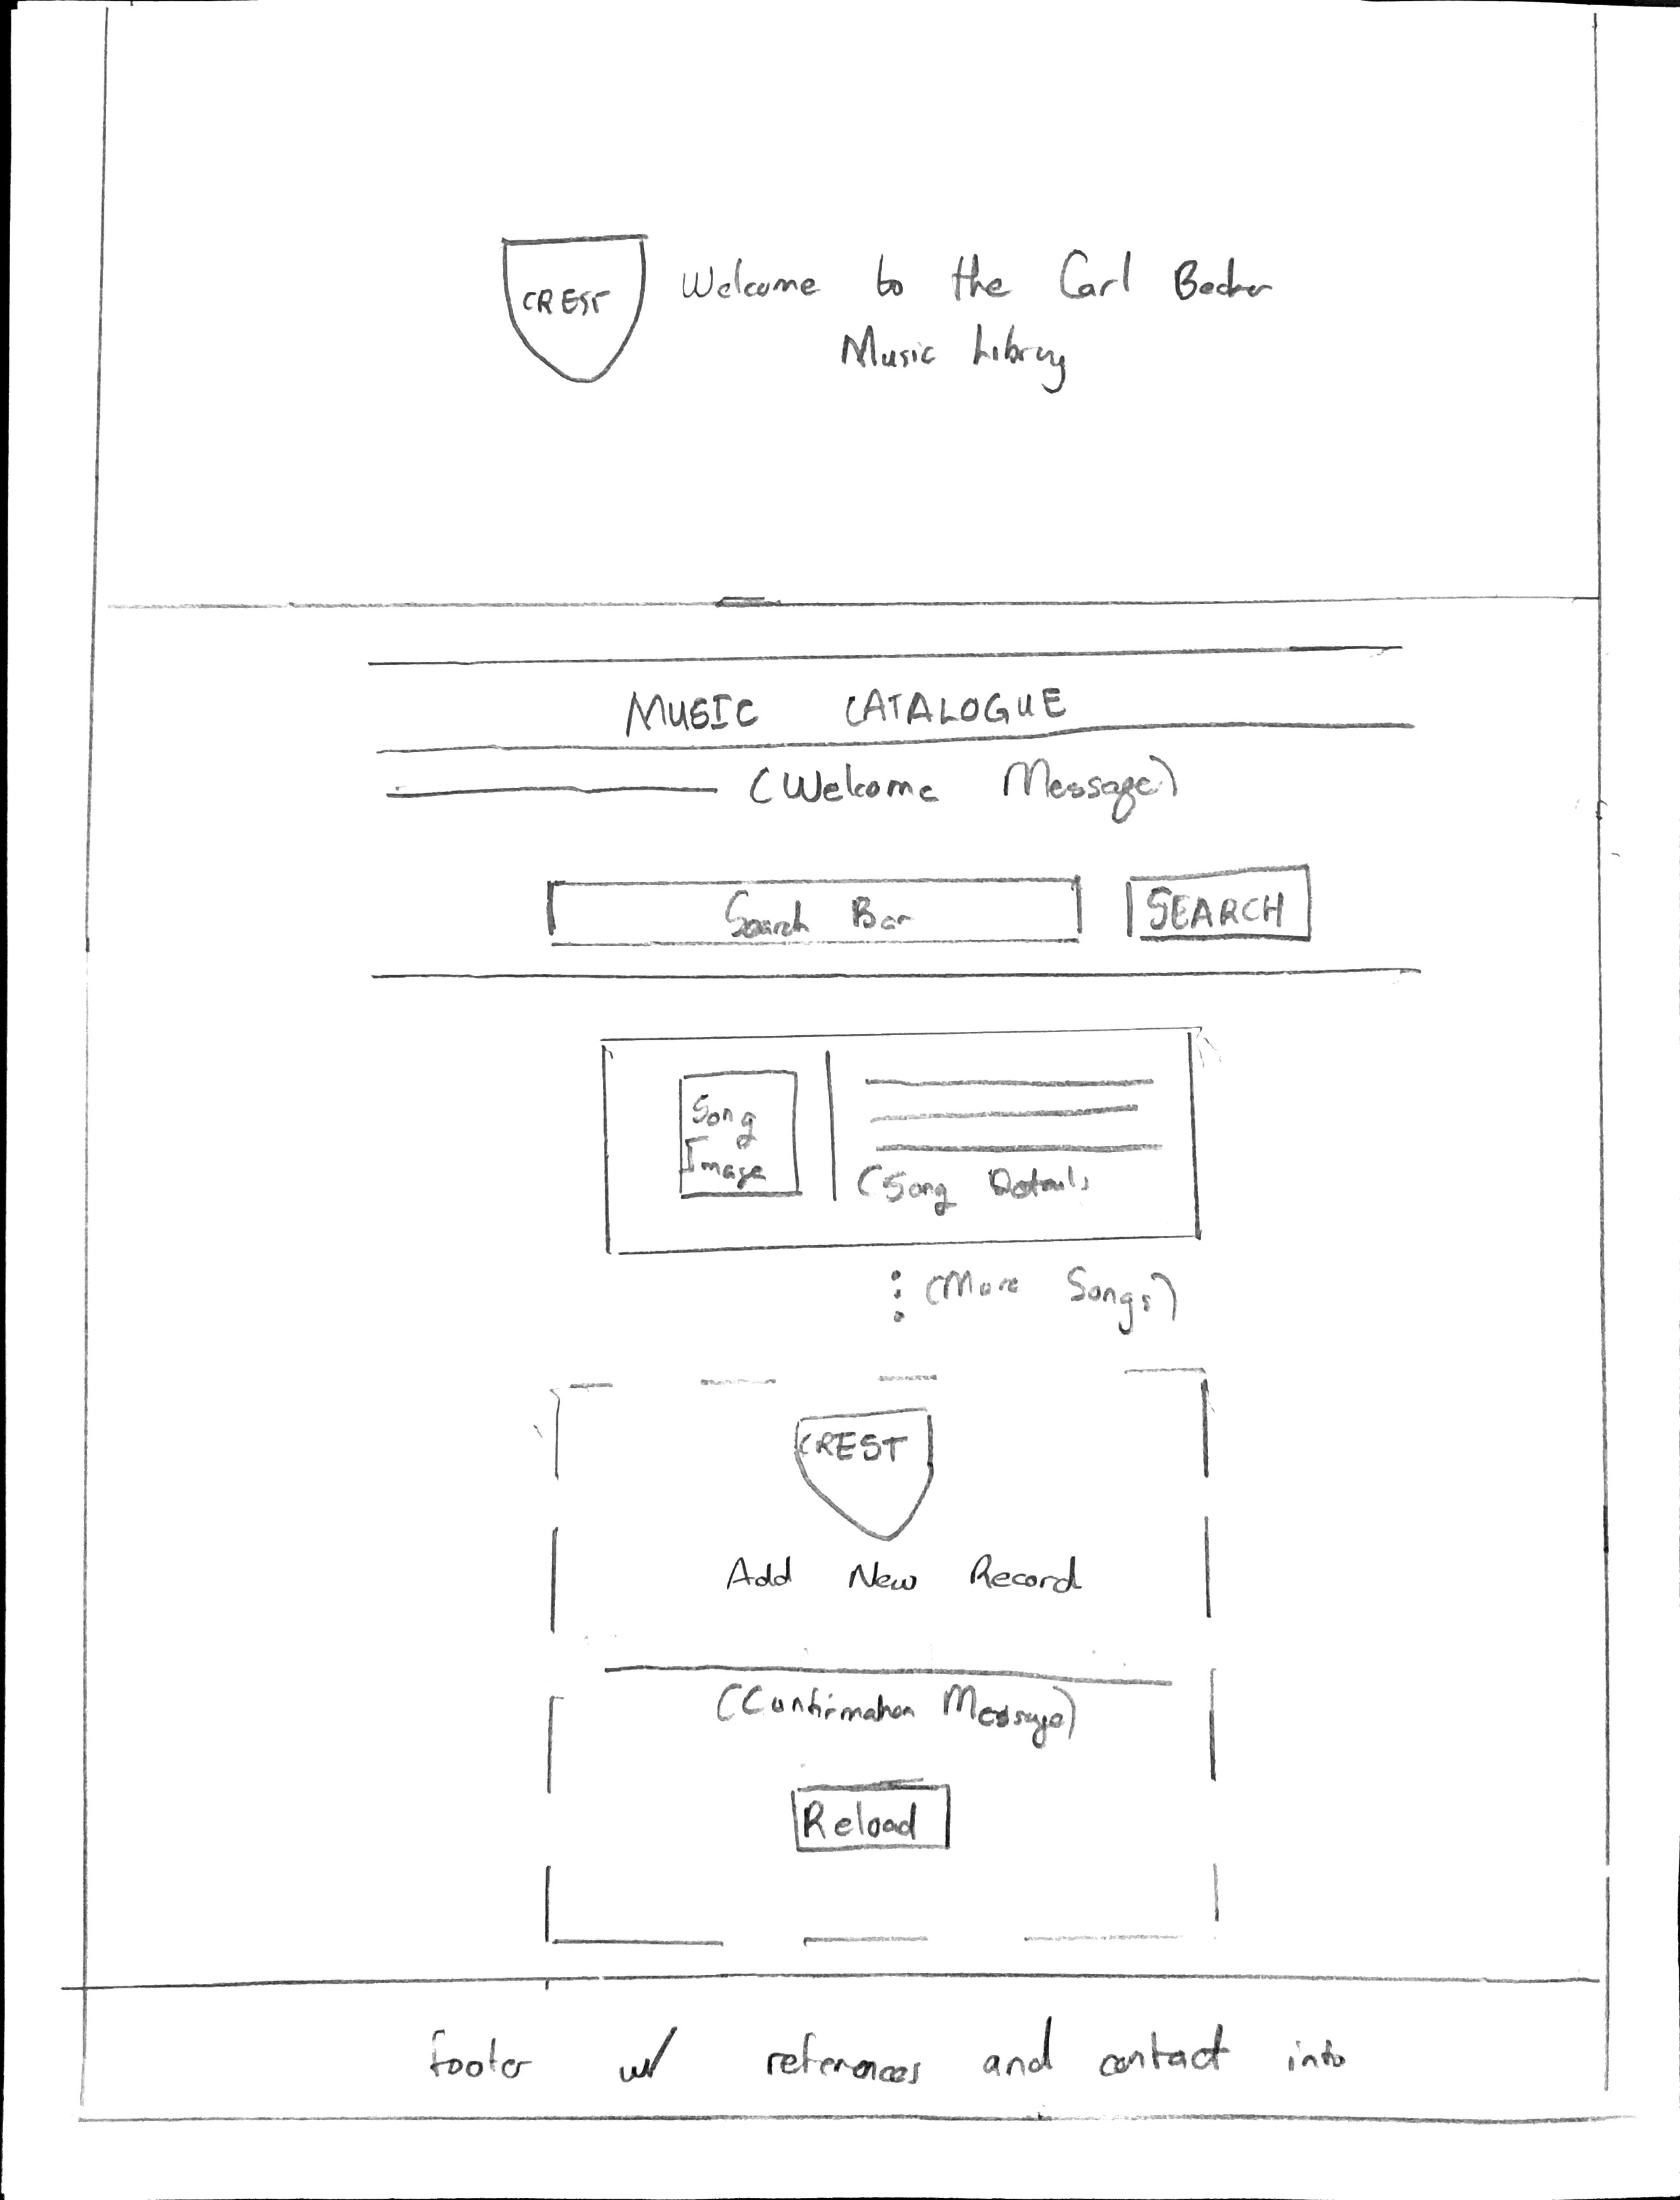 CREST
Welcome to the Carl Becker
Music Library
MUSIC CATALOGUE
(Welcome Message)
Search Bar
SEARCH
Song
Image
(Song Details
(More Songs)
CREST
Add New Record
(Confirmation Message)
Reload
footer w/ references and contact info